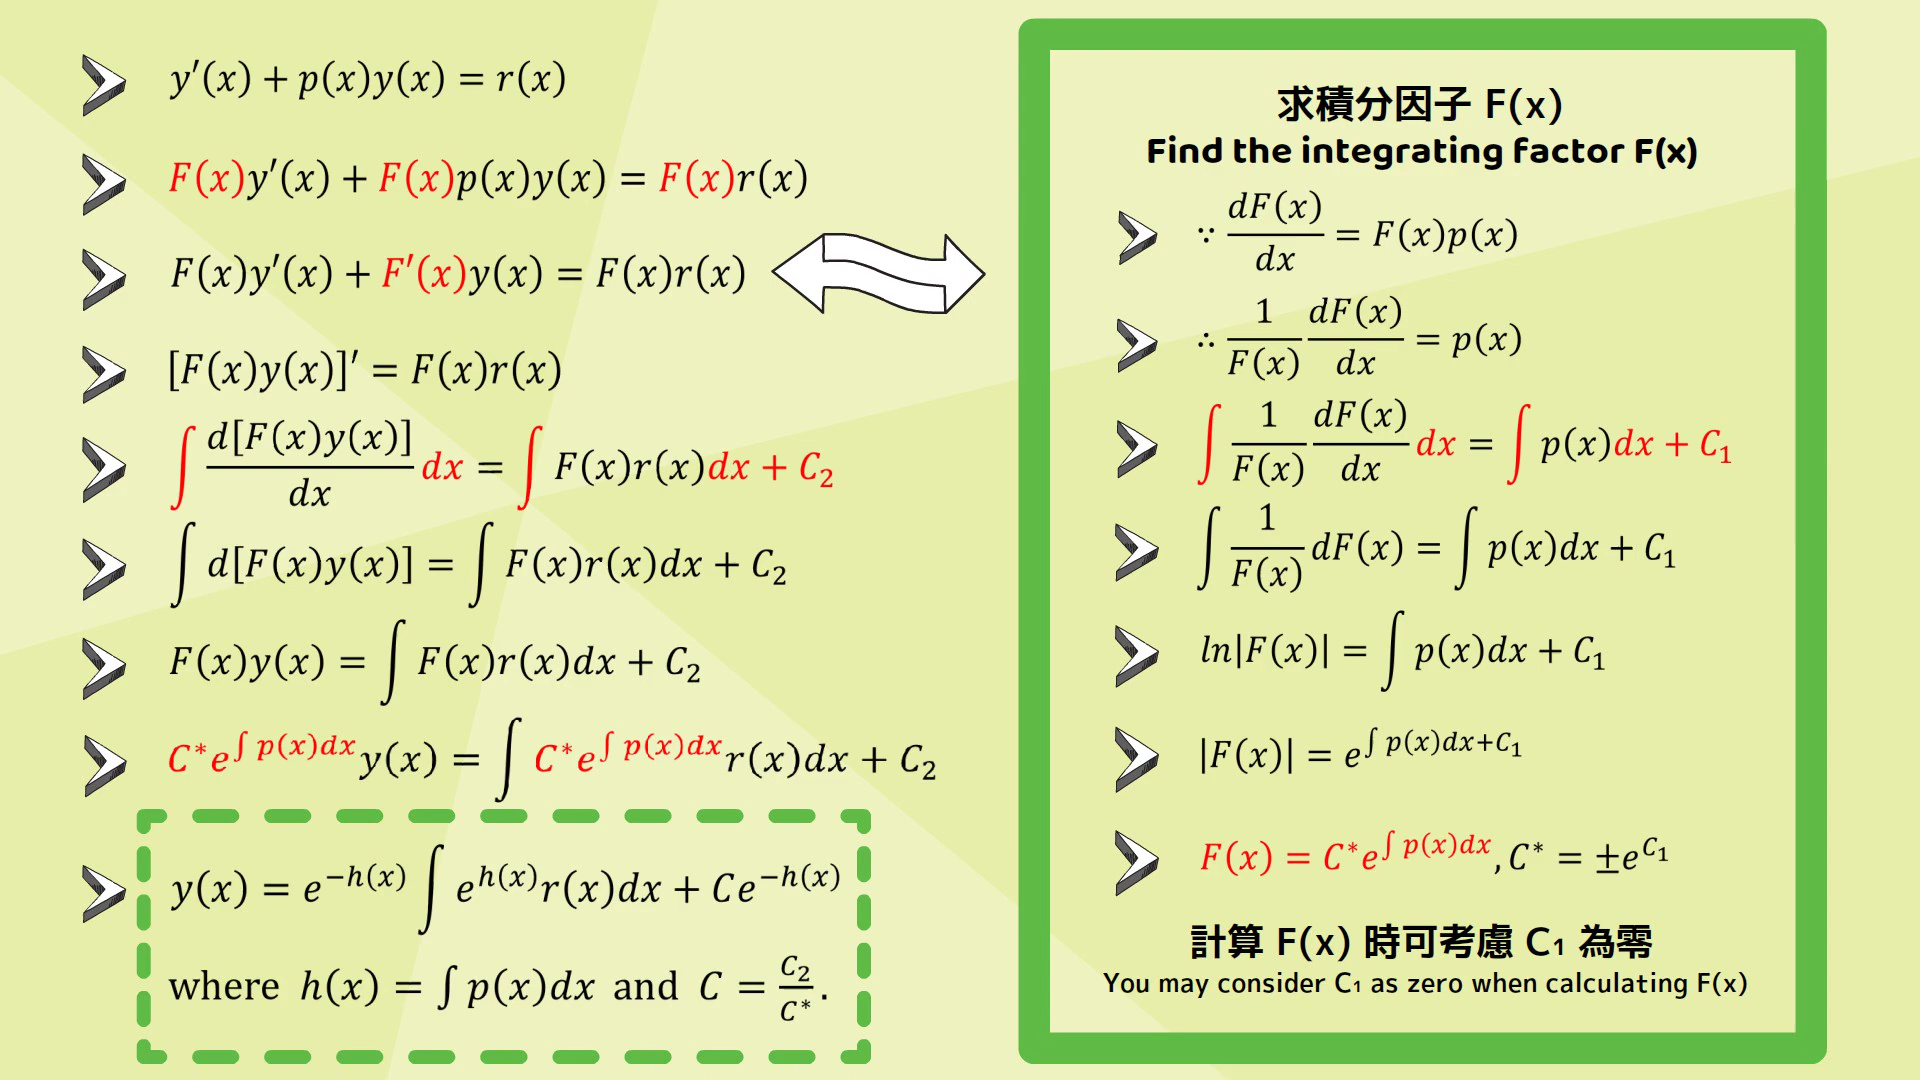 y′(x) + p(x)y(x) = r(x)
F(x)y′(x) + F(x)p(x)y(x) = F(x)r(x)
F(x)y′(x) + F′(x)y(x) = F(x)r(x)
[F(x)y(x)]′ = F(x)r(x)
∫ d[F(x)y(x)]/dx dx = ∫ F(x)r(x)dx + C₂
∫ d[F(x)y(x)] = ∫ F(x)r(x)dx + C₂
F(x)y(x) = ∫ F(x)r(x)dx + C₂
C*e^{∫ p(x)dx}y(x) = ∫ C*e^{∫ p(x)dx}r(x)dx + C₂
y(x) = e^{−h(x)} ∫ e^{h(x)}r(x)dx + Ce^{−h(x)}
where h(x) = ∫ p(x)dx and C = C₂/C*.
求積分因子 F(x)
Find the integrating factor F(x)
∵ dF(x)/dx = F(x)p(x)
∴ 1/F(x) dF(x)/dx = p(x)
∫ 1/F(x) dF(x)/dx dx = ∫ p(x)dx + C₁
∫ 1/F(x) dF(x) = ∫ p(x)dx + C₁
ln|F(x)| = ∫ p(x)dx + C₁
|F(x)| = e^{∫ p(x)dx+C₁}
F(x) = C*e^{∫ p(x)dx}, C* = ±e^{C₁}
計算 F(x) 時可考慮 C₁ 為零
You may consider C₁ as zero when calculating F(x)